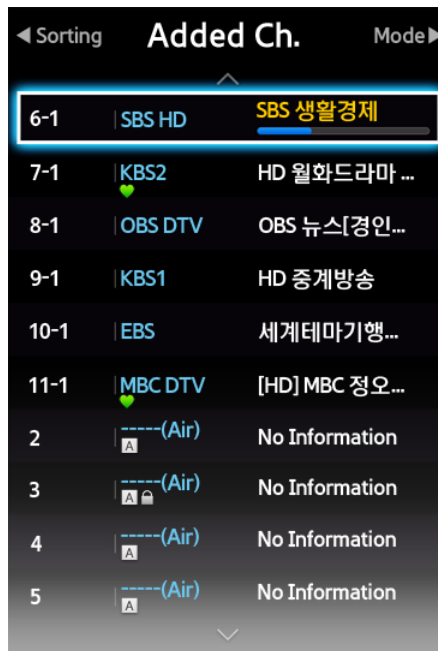 ◀ Sorting Added Ch. Mode ▶
6-1 SBS HD SBS 생활경제
7-1 KBS2 HD 월화드라마 ...
8-1 OBS DTV OBS 뉴스[경인...
9-1 KBS1 HD 중계방송
10-1 EBS 세계테마기행...
11-1 MBC DTV [HD] MBC 정오...
2 -----(Air) No Information
A
3 -----(Air) No Information
A
4 -----(Air) No Information
A
5 -----(Air) No Information
A